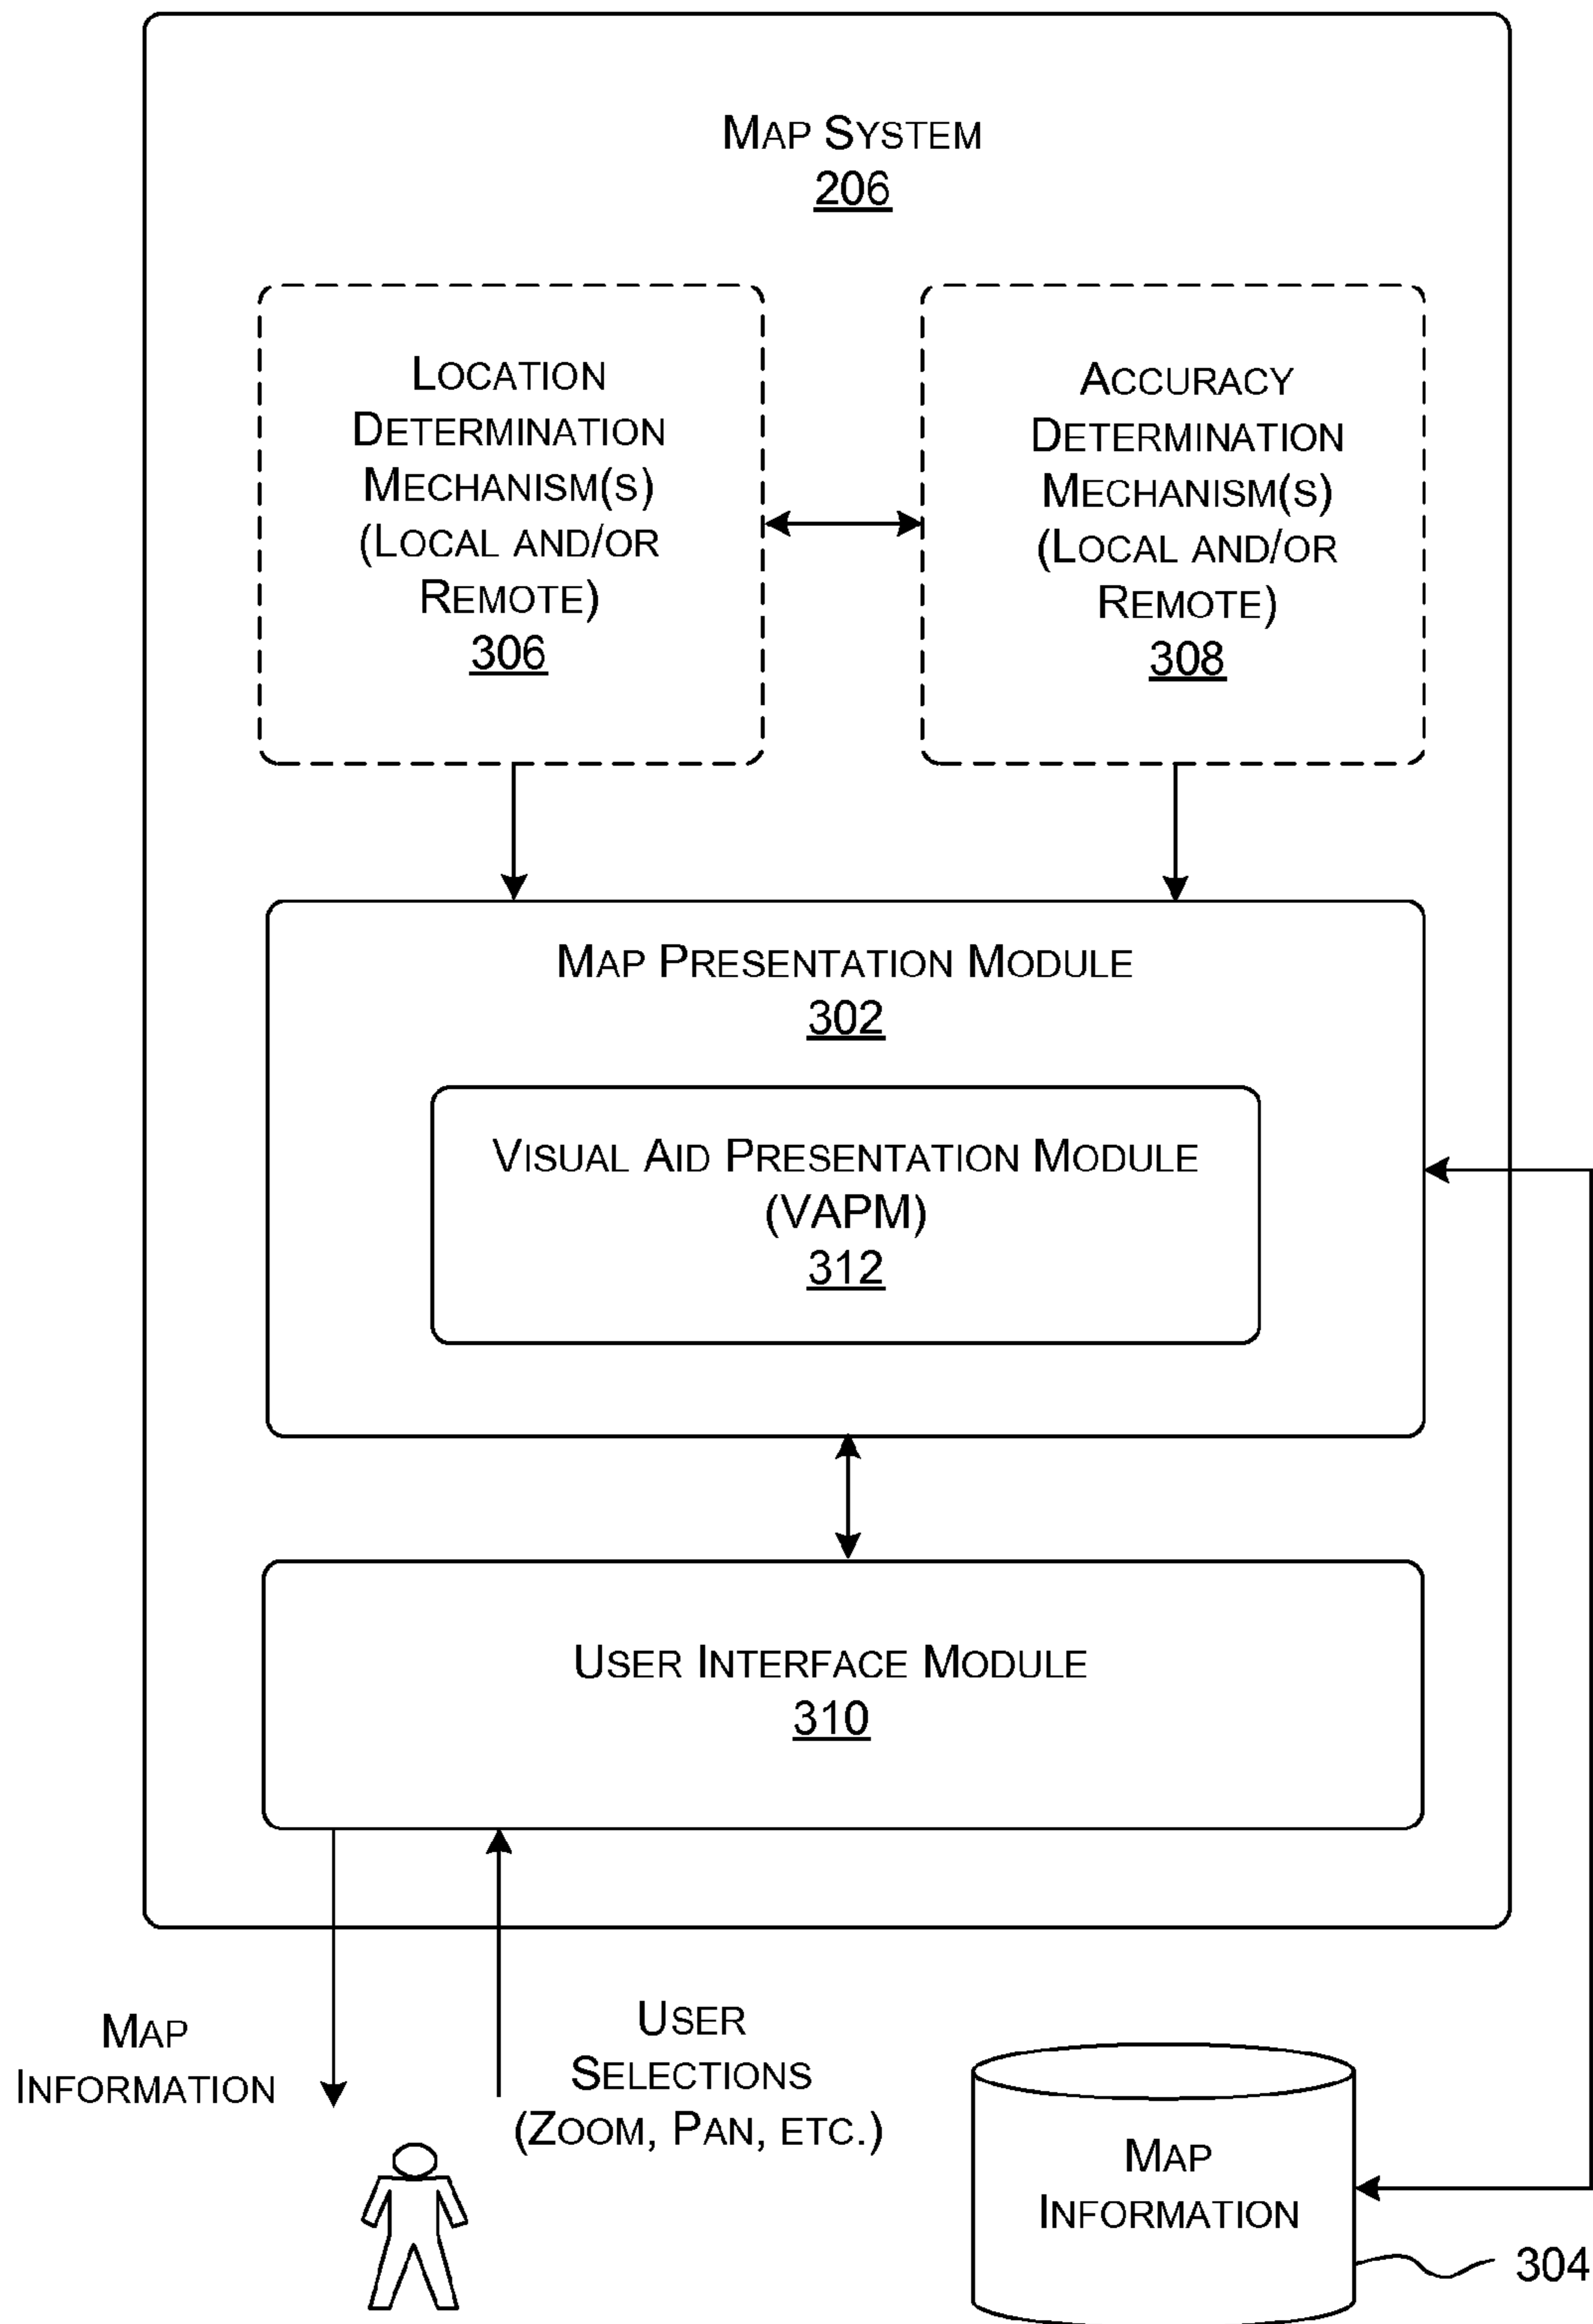 MAP SYSTEM
206
LOCATION
DETERMINATION
MECHANISM(S)
(LOCAL AND/OR
REMOTE)
306
ACCURACY
DETERMINATION
MECHANISM(S)
(LOCAL AND/OR
REMOTE)
308
MAP PRESENTATION MODULE
302
VISUAL AID PRESENTATION MODULE
(VAPM)
312
USER INTERFACE MODULE
310
MAP
INFORMATION
USER
SELECTIONS
(ZOOM, PAN, ETC.)
MAP
INFORMATION
304